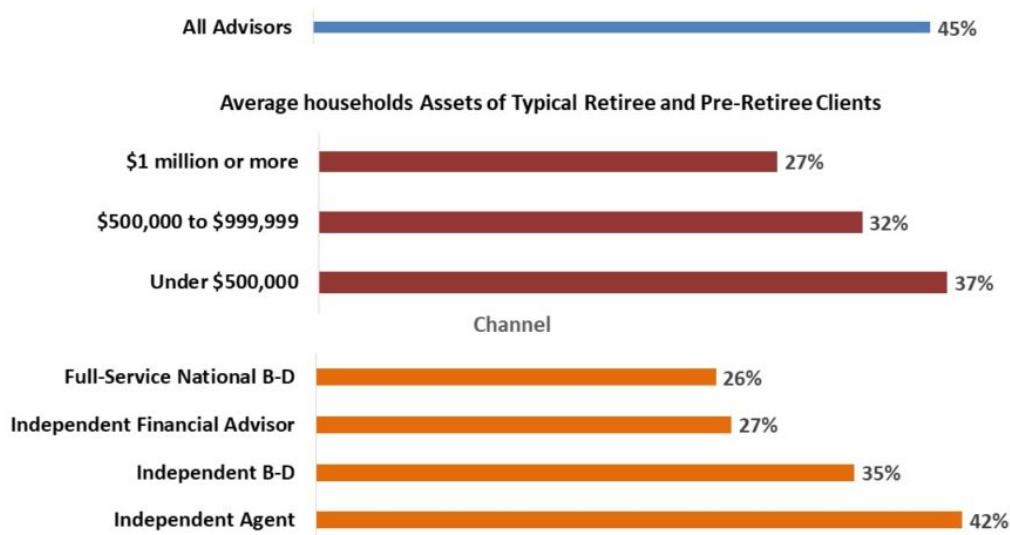 All Advisors 45%
Average households Assets of Typical Retiree and Pre-Retiree Clients
$1 million or more 27%
$500,000 to $999,999 32%
Under $500,000 37%
Channel
Full-Service National B-D 26%
Independent Financial Advisor 27%
Independent B-D 35%
Independent Agent 42%